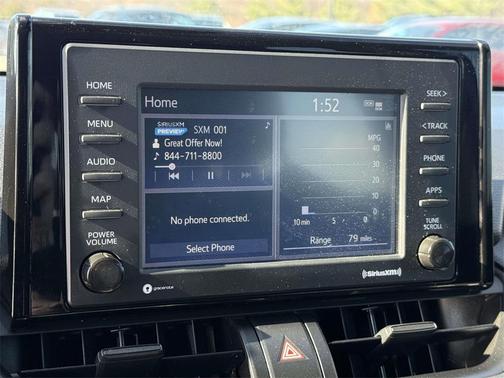 HOME
MENU
AUDIO
MAP
POWER
VOLUME
Home
1:52
SIRIUSXM
PREVIEW
SXM 001
Great Offer Now!
844-711-8800
No phone connected.
Select Phone
MPG
40
30
20
10
0
10 min
5
Range 79 miles
SEEK>
<TRACK
PHONE
APPS
TUNE
SCROLL
gracenote
((SiriusXM))